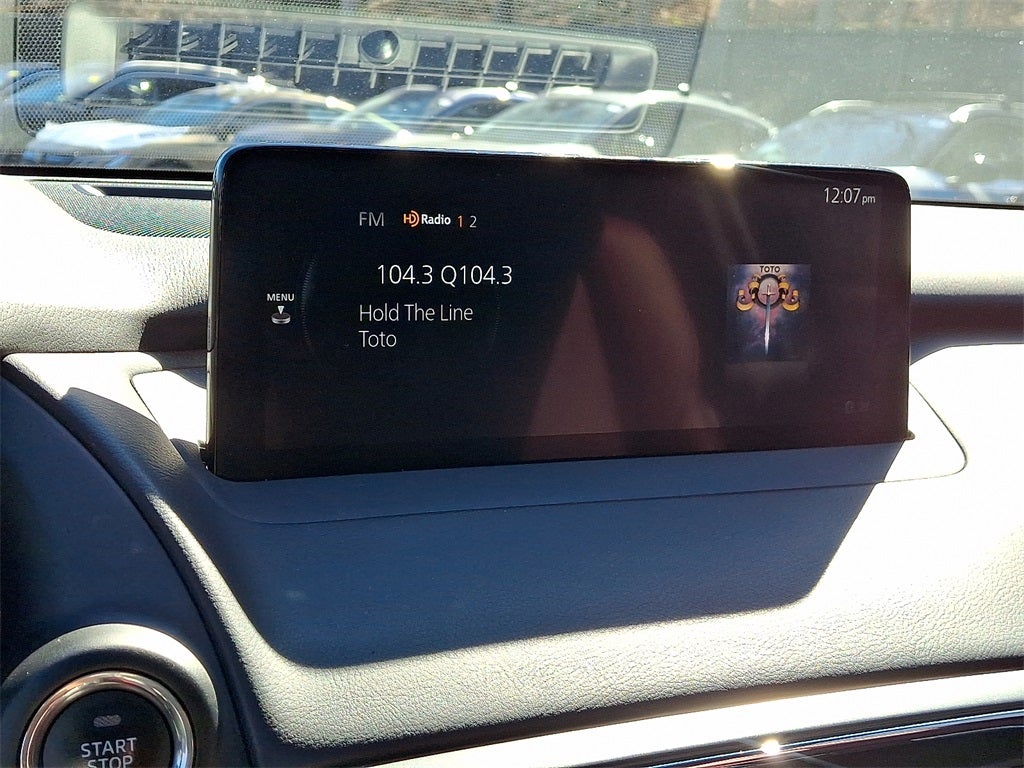 12:07 pm
FM HD Radio 1 2
104.3 Q104.3
MENU
Hold The Line
Toto
TOTO
START
STOP